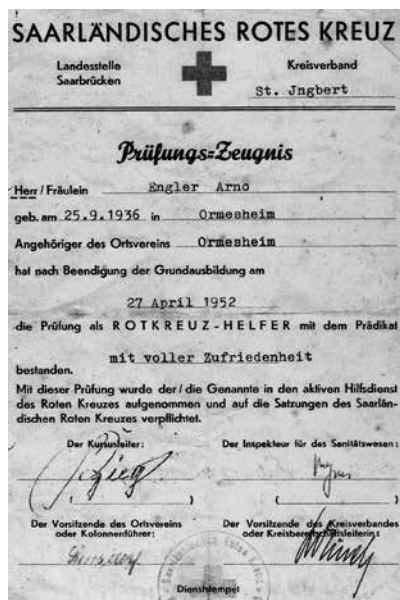 SAARLÄNDISCHES ROTES KREUZ
Landesstelle
Saarbrücken
Kreisverband
St. Jngbert
Prüfungs=Zeugnis
Herr / Fräulein Engler Arno
geb. am 25.9.1936 in Ormesheim
Angehöriger des Ortsvereins Ormesheim
hat nach Beendigung der Grundausbildung am
27 April 1952
die Prüfung als ROTKREUZ-HELFER mit dem Prädikat
mit voller Zufriedenheit
bestanden.
Mit dieser Prüfung wurde der / die Genannte in den aktiven Hilfsdienst
des Roten Kreuzes aufgenommen und auf die Satzungen des Saarlän-
dischen Roten Kreuzes verpflichtet.
Der Kursusleiter:
Der Inspekteur für das Sanitätswesen:
( )
( )
Der Vorsitzende des Ortsvereins
oder Kolonnenführer:
Der Vorsitzende des Kreisverbandes
oder Kreisbereitschaftsleiterin:
Dienststempel